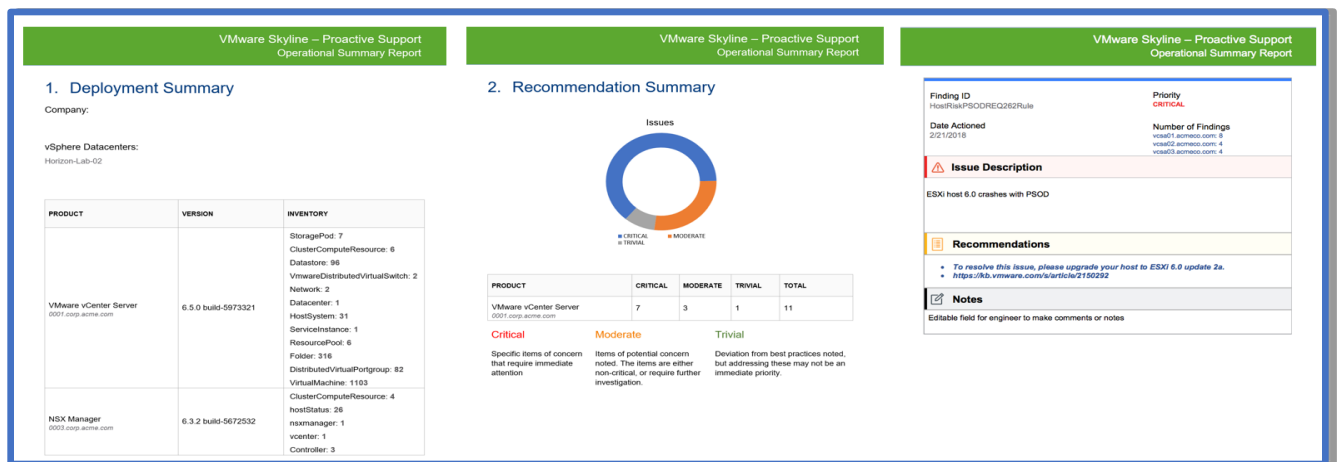 VMware Skyline – Proactive Support
Operational Summary Report
1. Deployment Summary
Company:
vSphere Datacenters:
Horizon-Lab-02
PRODUCT VERSION INVENTORY
VMware vCenter Server
0001.corp.acme.com
6.5.0 build-5973321
StoragePod: 7
ClusterComputeResource: 6
Datastore: 96
VmwareDistributedVirtualSwitch: 2
Network: 2
Datacenter: 1
HostSystem: 31
ServiceInstance: 1
ResourcePool: 6
Folder: 316
DistributedVirtualPortgroup: 82
VirtualMachine: 1103
NSX Manager
0003.corp.acme.com
6.3.2 build-5672532
ClusterComputeResource: 4
hostStatus: 26
nsxmanager: 1
vcenter: 1
Controller: 3
VMware Skyline – Proactive Support
Operational Summary Report
2. Recommendation Summary
Issues
CRITICAL MODERATE
TRIVIAL
PRODUCT CRITICAL MODERATE TRIVIAL TOTAL
VMware vCenter Server 7 3 1 11
0001.corp.acme.com
Critical
Specific items of concern
that require immediate
attention
Moderate
Items of potential concern
noted. The items are either
non-critical, or require further
investigation.
Trivial
Deviation from best practices noted,
but addressing these may not be an
immediate priority.
VMware Skyline – Proactive Support
Operational Summary Report
Finding ID
HostRiskPSODREQ262Rule
Priority
CRITICAL
Date Actioned
2/21/2018
Number of Findings
vcsa01.acmeco.com: 8
vcsa02.acmeco.com: 4
vcsa03.acmeco.com: 4
Issue Description
ESXi host 6.0 crashes with PSOD
Recommendations
• To resolve this issue, please upgrade your host to ESXi 6.0 update 2a.
• https://kb.vmware.com/s/article/2150292
Notes
Editable field for engineer to make comments or notes